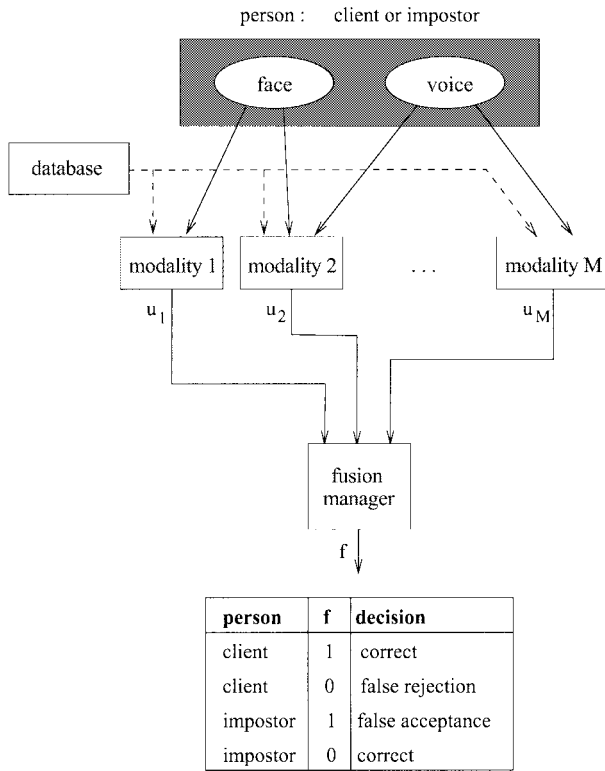 person : client or impostor
face voice
database
modality 1 modality 2 . . . modality M
u1 u2 uM
fusion
manager
f
person f decision
client 1 correct
client 0 false rejection
impostor 1 false acceptance
impostor 0 correct